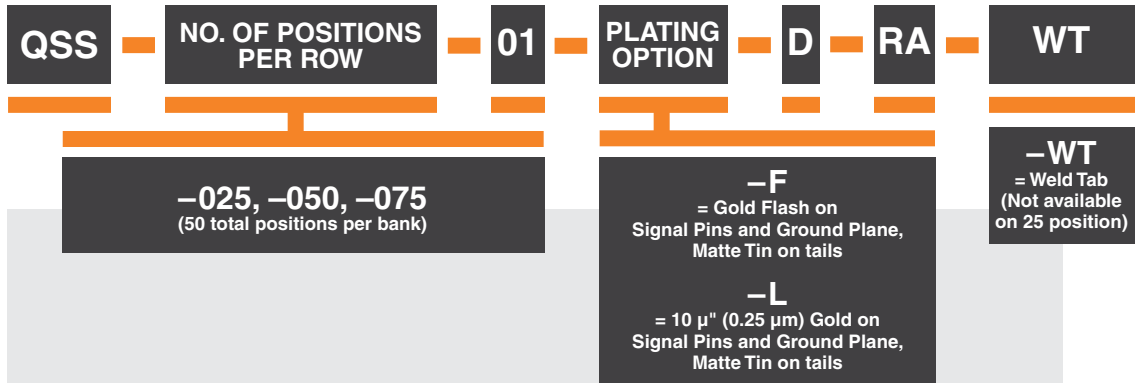 QSS
NO. OF POSITIONS
PER ROW
01
PLATING
OPTION
D
RA
WT
–025, –050, –075
(50 total positions per bank)
–F
= Gold Flash on
Signal Pins and Ground Plane,
Matte Tin on tails
–L
= 10 µ" (0.25 µm) Gold on
Signal Pins and Ground Plane,
Matte Tin on tails
–WT
= Weld Tab
(Not available
on 25 position)